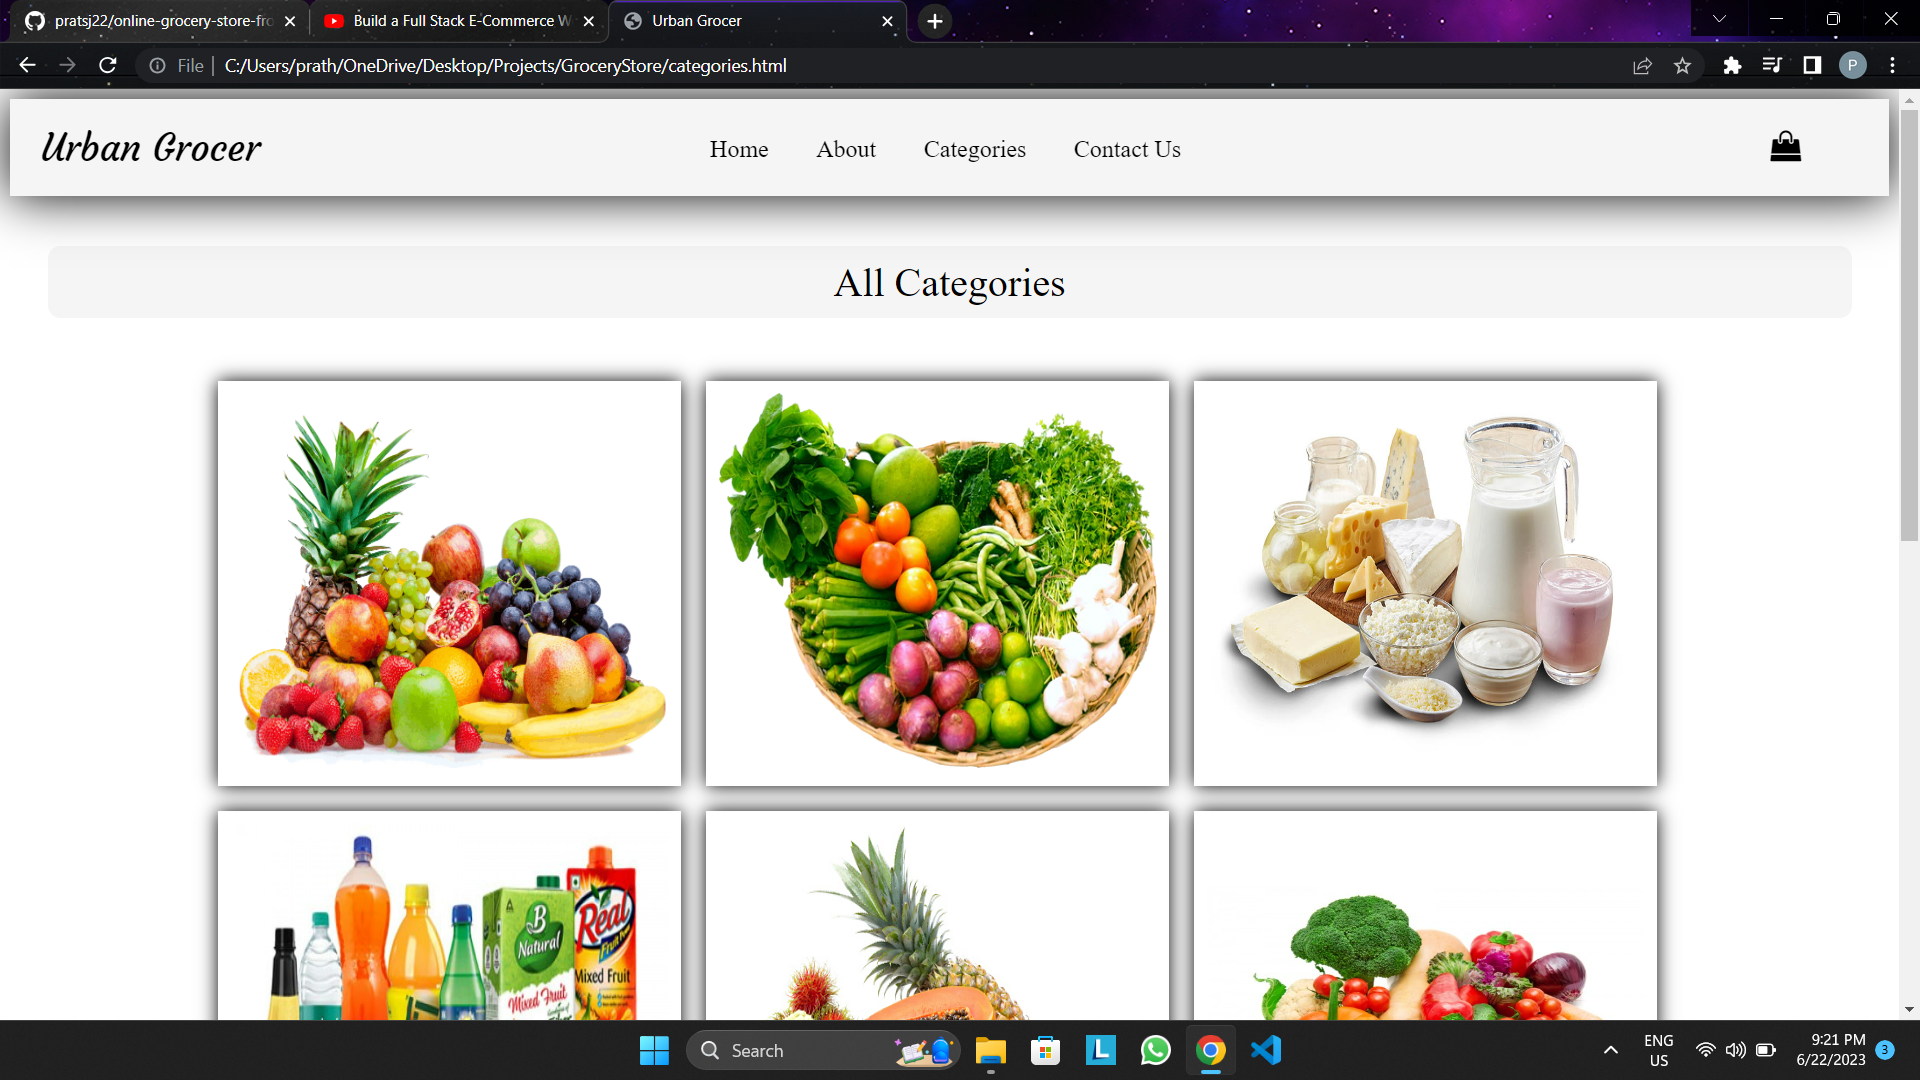 pratsj22/online-grocery-store-fro
Build a Full Stack E-Commerce W
Urban Grocer
File
C:/Users/prath/OneDrive/Desktop/Projects/GroceryStore/categories.html
P
Urban Grocer
Home
About
Categories
Contact Us
All Categories
B
Natural
Mixed Fruit
Real
Fruit Power
Mixed Fruit
Search
L
ENG
US
9:21 PM
6/22/2023
3